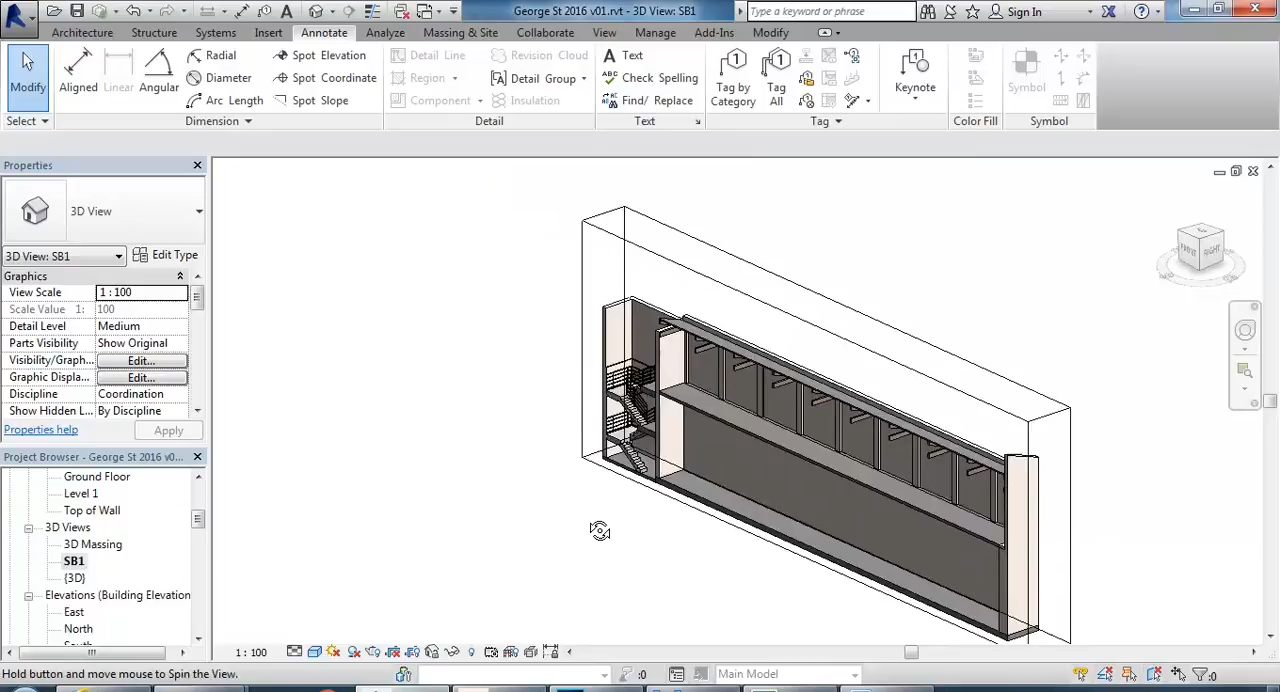 George St 2016 v01.rvt - 3D View: SB1
Type a keyword or phrase
Sign In
Architecture Structure Systems Insert Annotate Analyze Massing & Site Collaborate View Manage Add-Ins Modify
Modify
Select
Aligned
Linear
Angular
Radial
Diameter
Arc Length
Spot Elevation
Spot Coordinate
Spot Slope
Dimension
Detail Line
Region
Component
Revision Cloud
Detail Group
Insulation
Detail
Text
ABC Check Spelling
Find/ Replace
Text
Tag by Category
Tag All
Tag
Keynote
Color Fill
Symbol
Symbol
Properties
3D View
3D View: SB1
Edit Type
Graphics
View Scale 1 : 100
Scale Value 1: 100
Detail Level Medium
Parts Visibility Show Original
Visibility/Graph... Edit...
Graphic Displa... Edit...
Discipline Coordination
Show Hidden L... By Discipline
Properties help Apply
Project Browser - George St 2016 v0...
Ground Floor
Level 1
Top of Wall
3D Views
3D Massing
SB1
{3D}
Elevations (Building Elevation
East
North
FRONT RIGHT
1 : 100
Hold button and move mouse to Spin the View.
:0
Main Model
:0